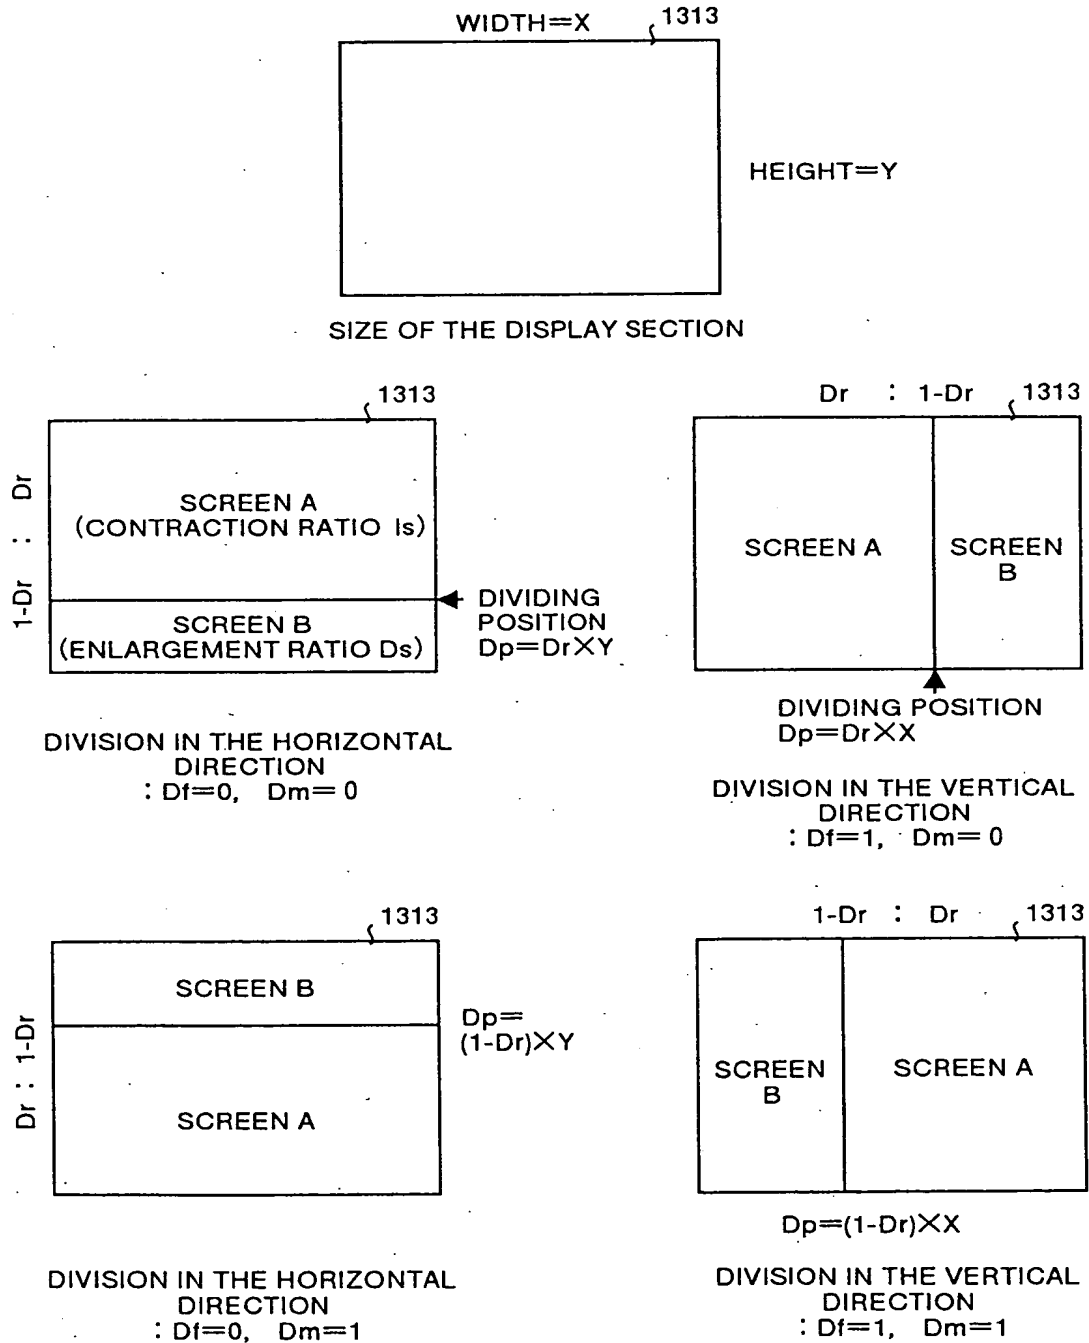 WIDTH=X
1313
HEIGHT=Y
SIZE OF THE DISPLAY SECTION
1313
1-Dr : Dr
SCREEN A
(CONTRACTION RATIO Is)
SCREEN B
(ENLARGEMENT RATIO Ds)
DIVIDING
POSITION
Dp=Dr×Y
DIVISION IN THE HORIZONTAL
DIRECTION
: Df=0, Dm=0
Dr : 1-Dr
1313
SCREEN A
SCREEN
B
DIVIDING POSITION
Dp=Dr×X
DIVISION IN THE VERTICAL
DIRECTION
: Df=1, Dm=0
1313
Dr : 1-Dr
SCREEN B
SCREEN A
Dp=
(1-Dr)×Y
DIVISION IN THE HORIZONTAL
DIRECTION
: Df=0, Dm=1
1-Dr : Dr
1313
SCREEN
B
SCREEN A
Dp=(1-Dr)×X
DIVISION IN THE VERTICAL
DIRECTION
: Df=1, Dm=1